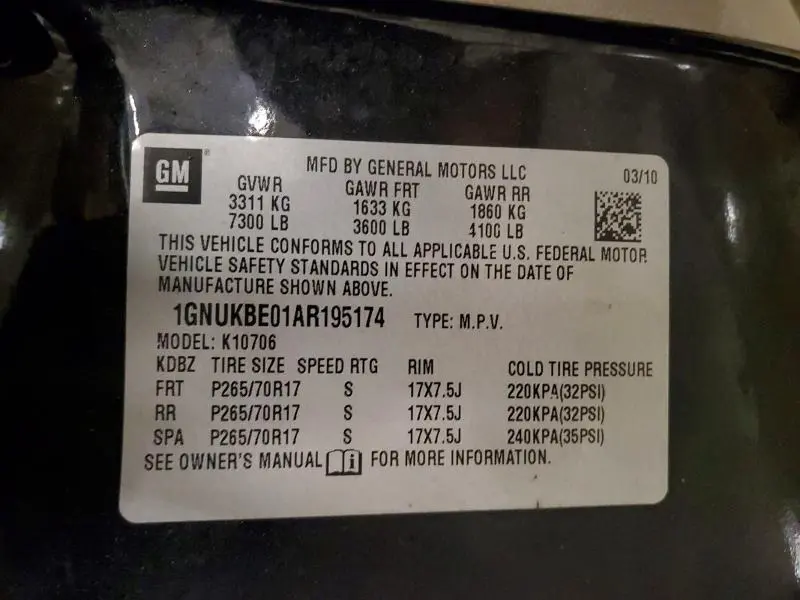 GM
MFD BY GENERAL MOTORS LLC 03/10
GVWR GAWR FRT GAWR RR
3311 KG 1633 KG 1860 KG
7300 LB 3600 LB 4100 LB
THIS VEHICLE CONFORMS TO ALL APPLICABLE U.S. FEDERAL MOTOR
VEHICLE SAFETY STANDARDS IN EFFECT ON THE DATE OF
MANUFACTURE SHOWN ABOVE.
1GNUKBE01AR195174 TYPE: M.P.V.
MODEL: K10706
KDBZ TIRE SIZE SPEED RTG RIM COLD TIRE PRESSURE
FRT P265/70R17 S 17X7.5J 220KPA(32PSI)
RR P265/70R17 S 17X7.5J 220KPA(32PSI)
SPA P265/70R17 S 17X7.5J 240KPA(35PSI)
SEE OWNER'S MANUAL FOR MORE INFORMATION.